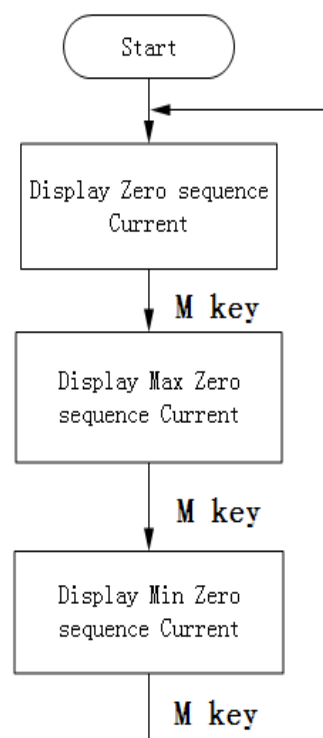 Start
Display Zero sequence
Current
M key
Display Max Zero
sequence Current
M key
Display Min Zero
sequence Current
M key